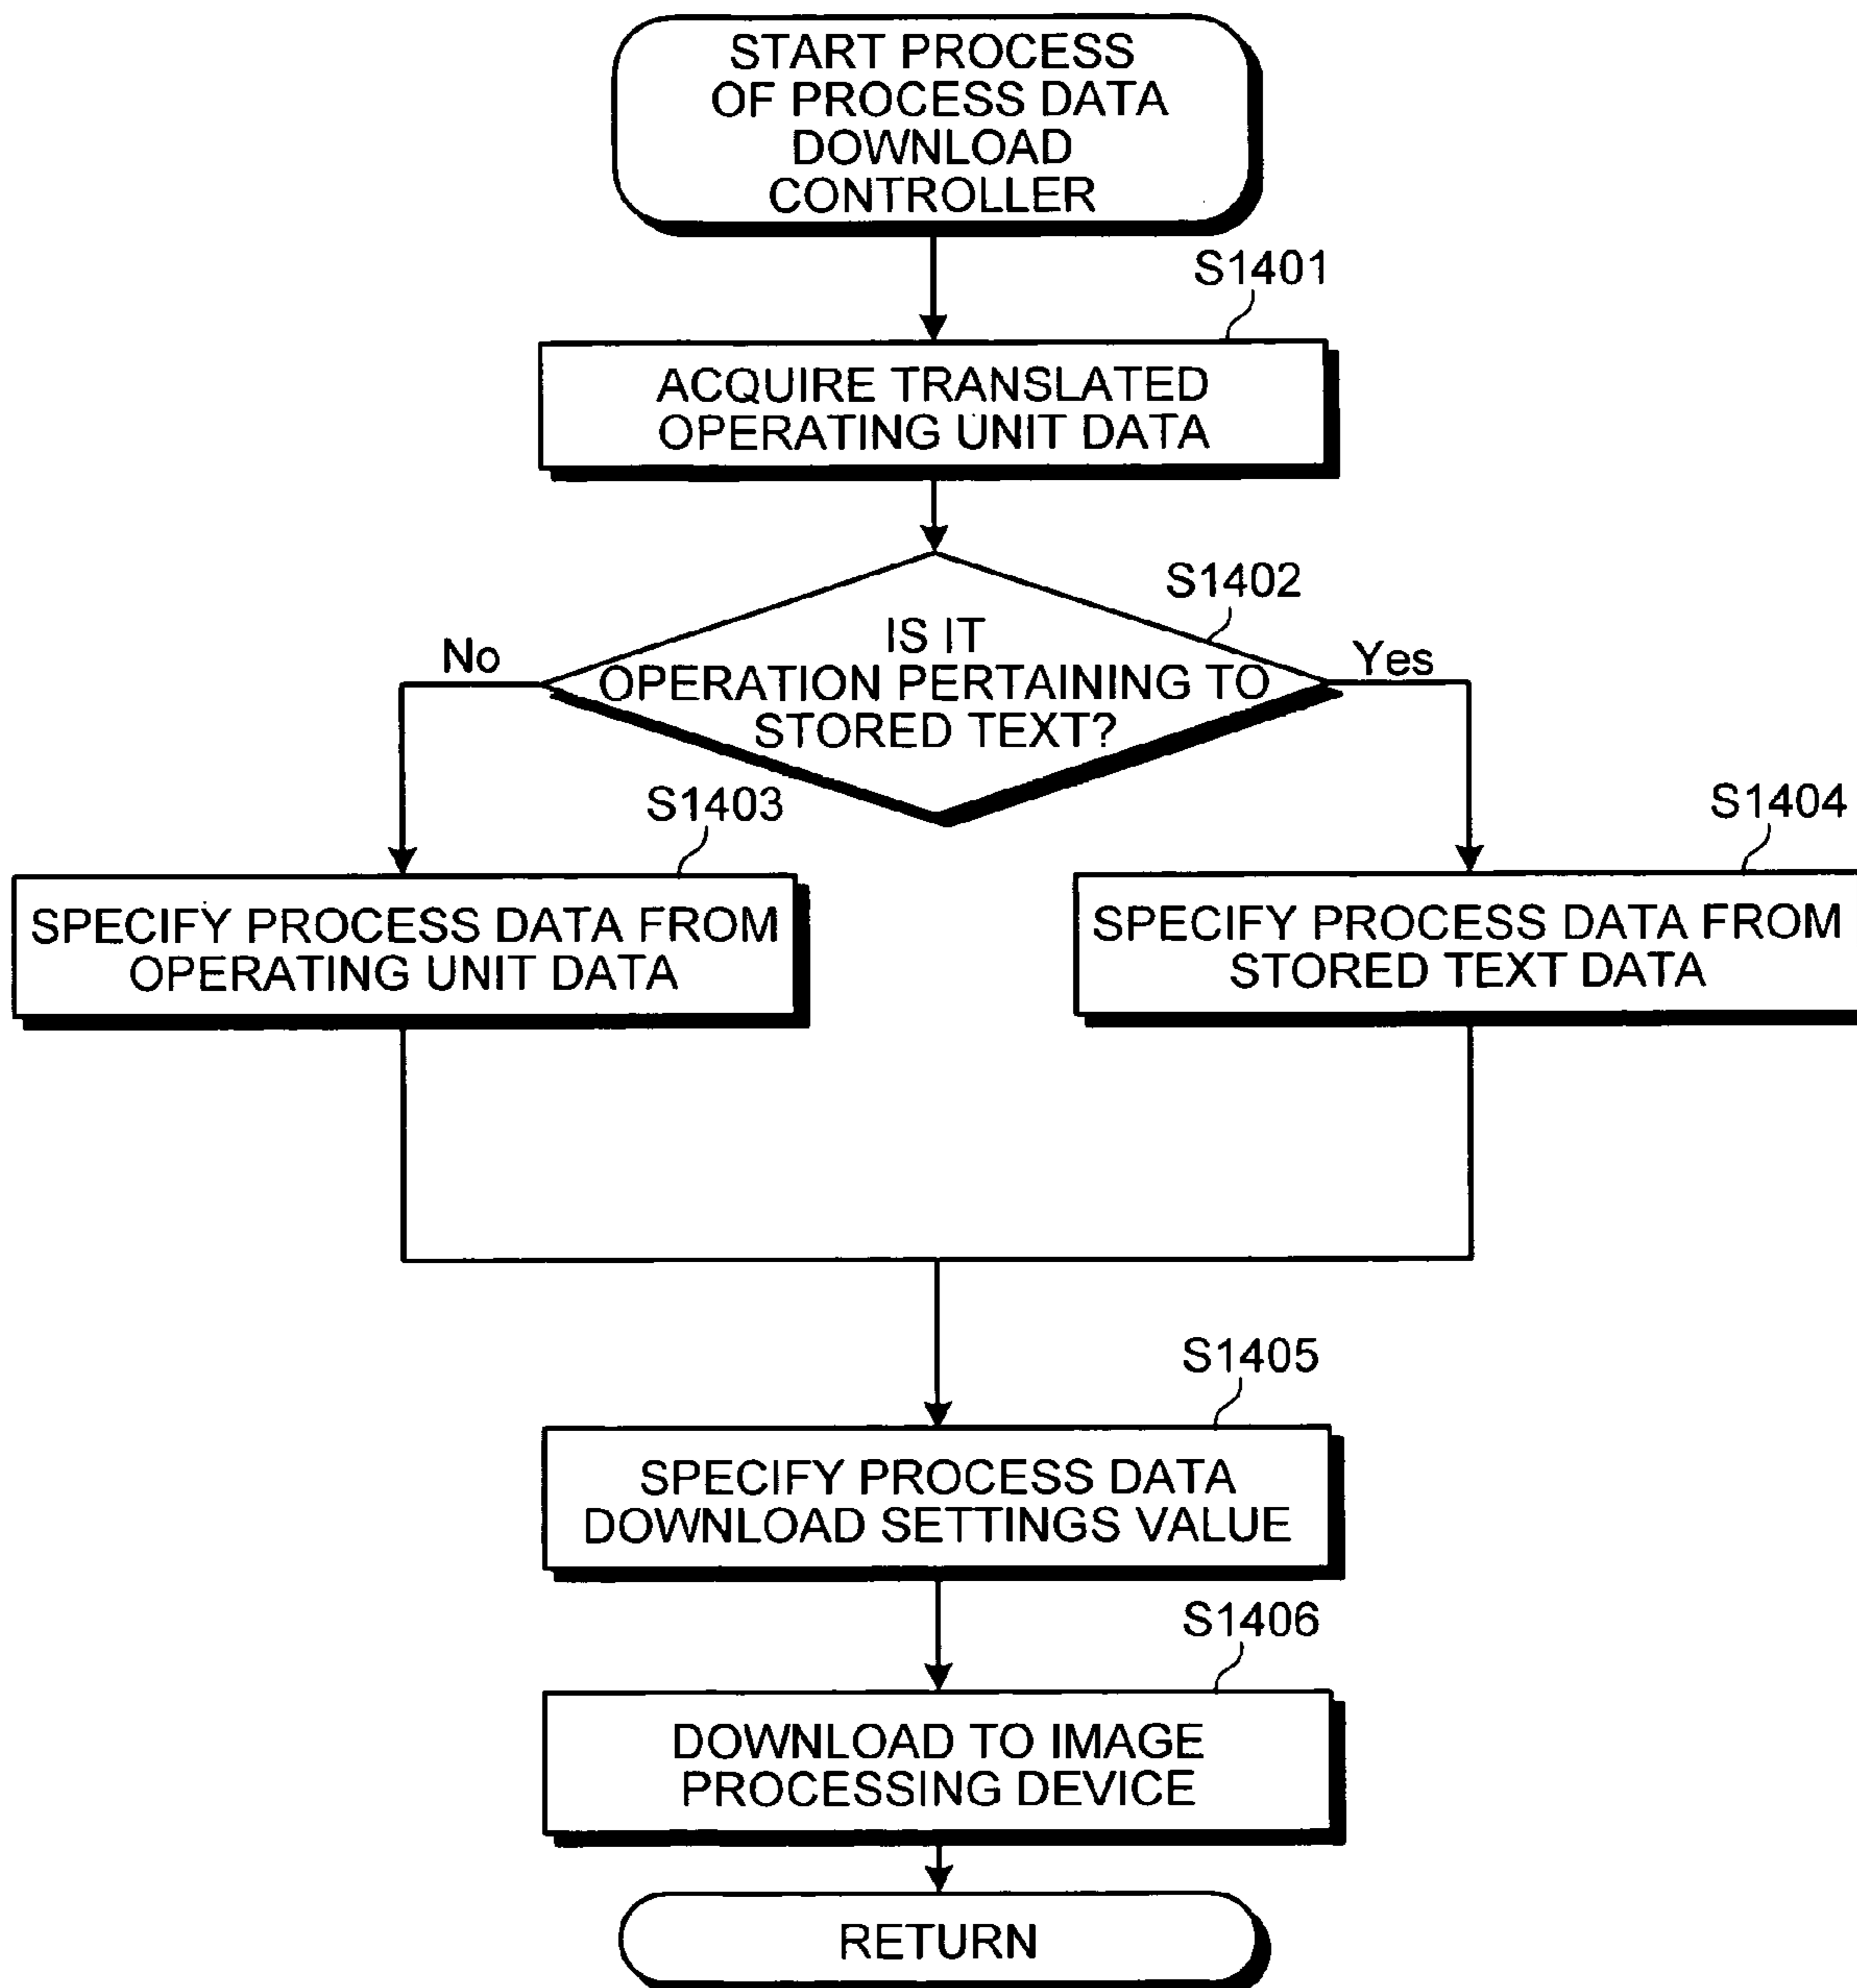 START PROCESS
OF PROCESS DATA
DOWNLOAD
CONTROLLER
S1401
ACQUIRE TRANSLATED
OPERATING UNIT DATA
S1402
IS IT
OPERATION PERTAINING TO
STORED TEXT?
No
Yes
S1403
SPECIFY PROCESS DATA FROM
OPERATING UNIT DATA
S1404
SPECIFY PROCESS DATA FROM
STORED TEXT DATA
S1405
SPECIFY PROCESS DATA
DOWNLOAD SETTINGS VALUE
S1406
DOWNLOAD TO IMAGE
PROCESSING DEVICE
RETURN